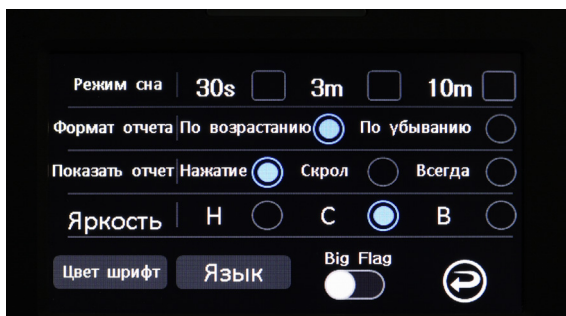 Режим сна 30s 3m 10m
Формат отчета По возрастанию По убыванию
Показать отчет Нажатие Скрол Всегда
Яркость Н С В
Цвет шрифт Язык Big Flag